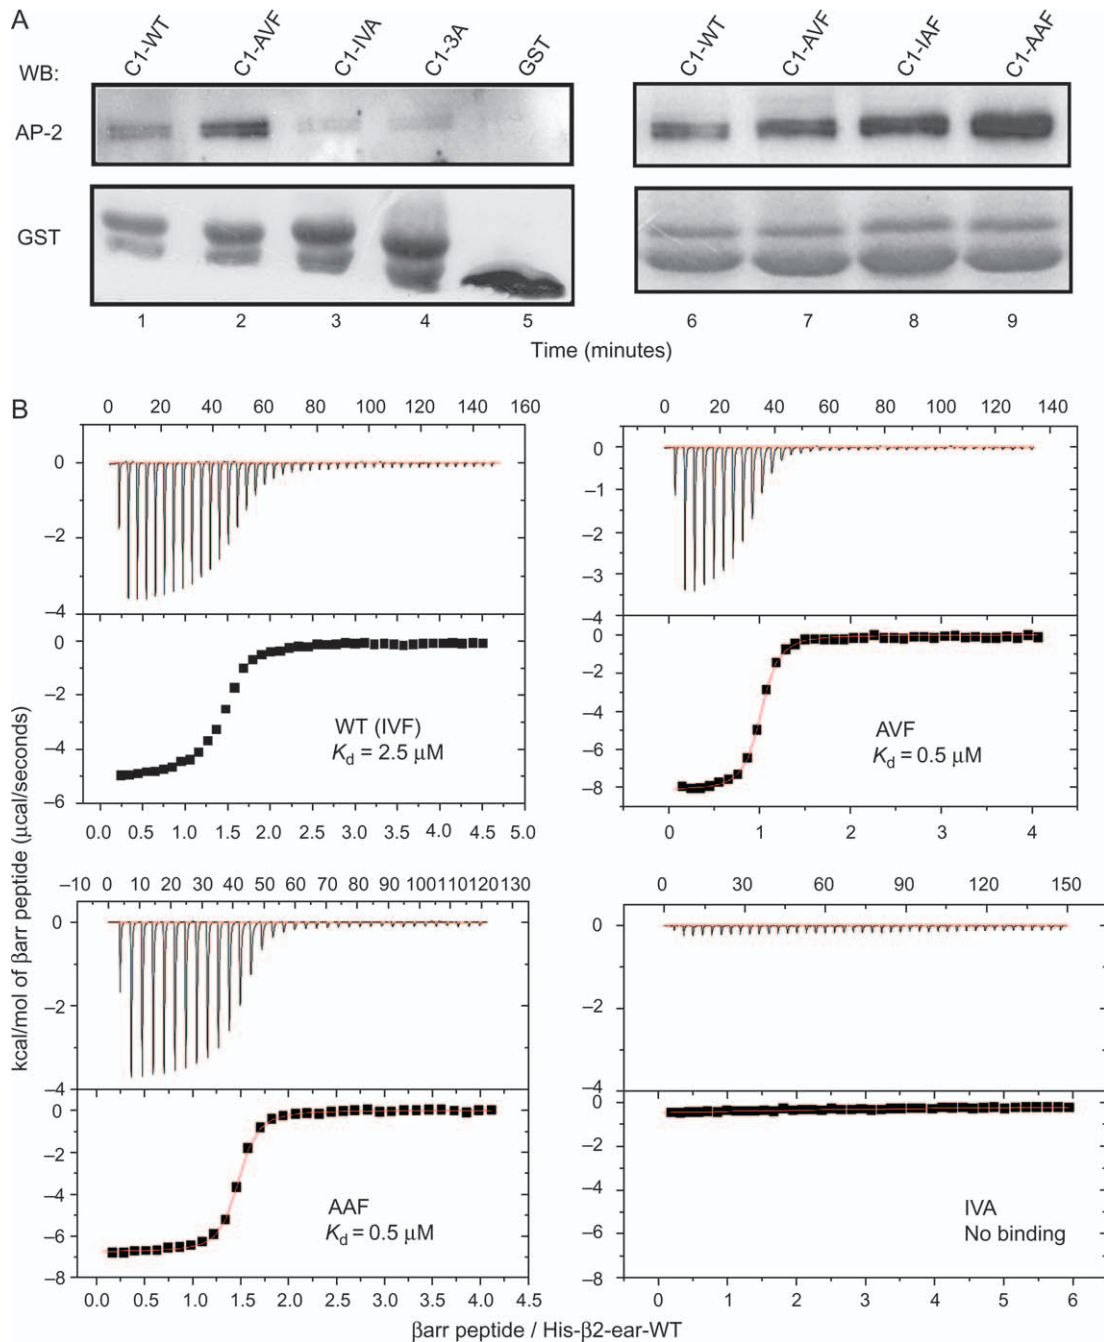 A
C1-WT C1-AVF C1-IVA C1-3A GST C1-WT C1-AVF C1-IAF C1-AAF
WB:
AP-2
GST
1 2 3 4 5 6 7 8 9
Time (minutes)
B
0 20 40 60 80 100 120 140 160
0
−2
−4
0
−2
−4
−6
WT (IVF)
Kd = 2.5 μM
0.0 0.5 1.0 1.5 2.0 2.5 3.0 3.5 4.0 4.5 5.0
0 20 40 60 80 100 120 140
0
−1
−2
−3
−4
0
−2
−4
−6
−8
AVF
Kd = 0.5 μM
0 1 2 3 4
kcal/mol of βarr peptide (μcal/seconds)
−10 0 10 20 30 40 50 60 70 80 90 100 110 120 130
0
−2
−4
0
−2
−4
−6
−8
AAF
Kd = 0.5 μM
0.0 0.5 1.0 1.5 2.0 2.5 3.0 3.5 4.0 4.5
0 30 60 90 120 150
0
−2
−4
0
−2
−4
−6
−8
IVA
No binding
0 1 2 3 4 5 6
βarr peptide / His-β2-ear-WT